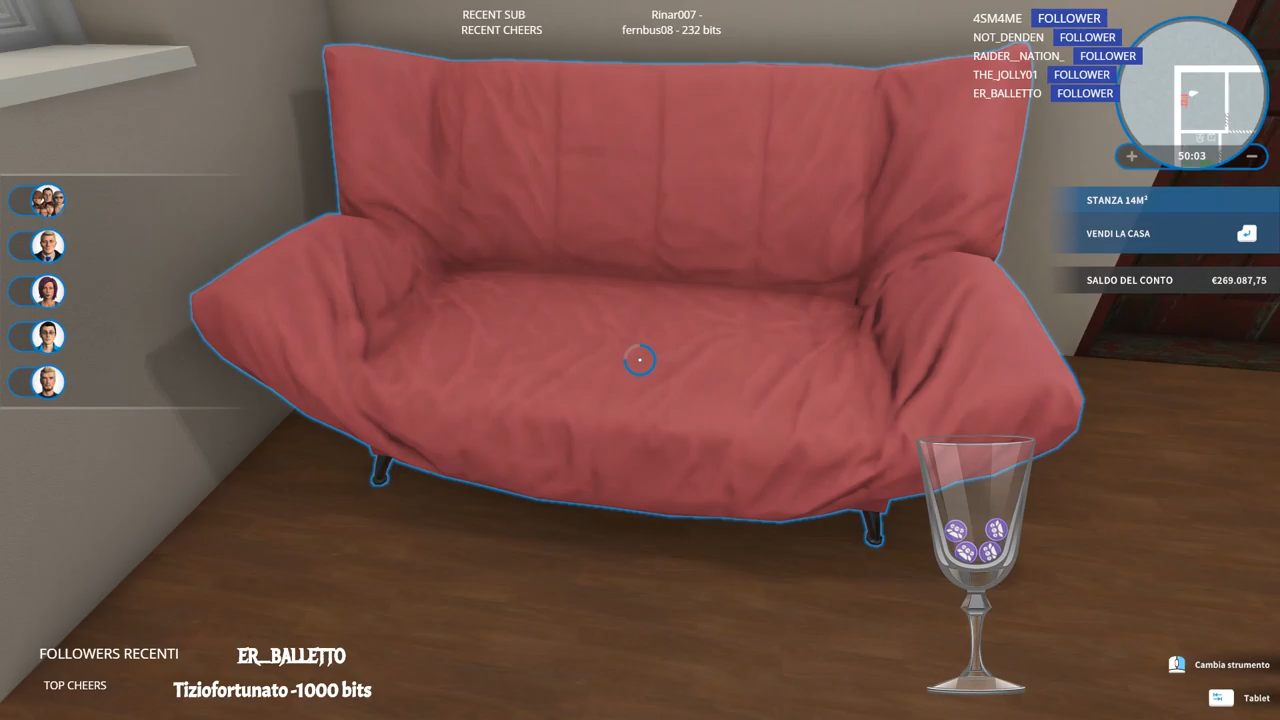 RECENT SUB
Rinar007 -
RECENT CHEERS
fernbus08 - 232 bits
4SM4ME FOLLOWER
NOT_DENDEN FOLLOWER
RAIDER__NATION_ FOLLOWER
THE_JOLLY01 FOLLOWER
ER_BALLETTO FOLLOWER
50:03
STANZA 14M²
VENDI LA CASA
SALDO DEL CONTO €269.087,75
FOLLOWERS RECENTI ER_BALLETTO
TOP CHEERS Tiziofortunato -1000 bits
Cambia strumento
Tablet